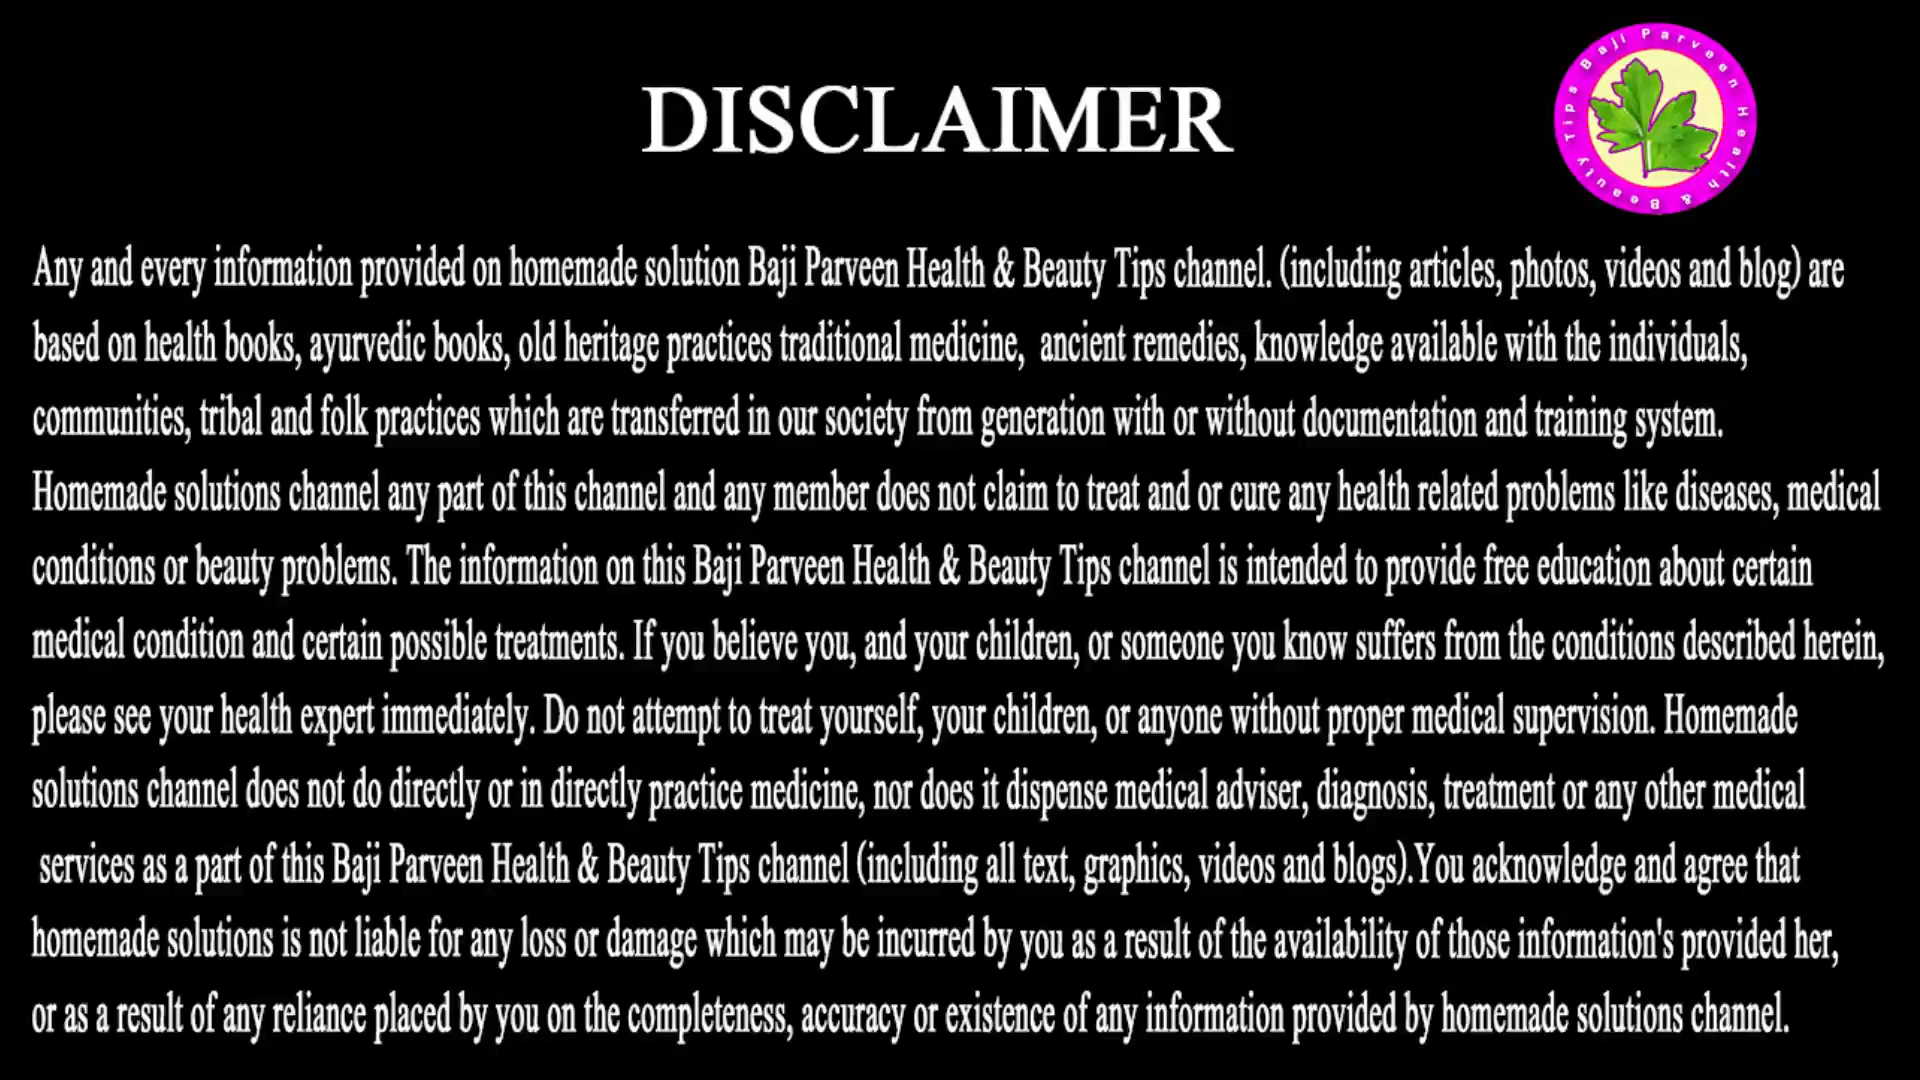 DISCLAIMER
Baji Parveen Health & Beauty Tips
Any and every information provided on homemade solution Baji Parveen Health & Beauty Tips channel. (including articles, photos, videos and blog) are
based on health books, ayurvedic books, old heritage practices traditional medicine, ancient remedies, knowledge available with the individuals,
communities, tribal and folk practices which are transferred in our society from generation with or without documentation and training system.
Homemade solutions channel any part of this channel and any member does not claim to treat and or cure any health related problems like diseases, medical
conditions or beauty problems. The information on this Baji Parveen Health & Beauty Tips channel is intended to provide free education about certain
medical condition and certain possible treatments. If you believe you, and your children, or someone you know suffers from the conditions described herein,
please see your health expert immediately. Do not attempt to treat yourself, your children, or anyone without proper medical supervision. Homemade
solutions channel does not do directly or in directly practice medicine, nor does it dispense medical adviser, diagnosis, treatment or any other medical
services as a part of this Baji Parveen Health & Beauty Tips channel (including all text, graphics, videos and blogs).You acknowledge and agree that
homemade solutions is not liable for any loss or damage which may be incurred by you as a result of the availability of those information's provided her,
or as a result of any reliance placed by you on the completeness, accuracy or existence of any information provided by homemade solutions channel.